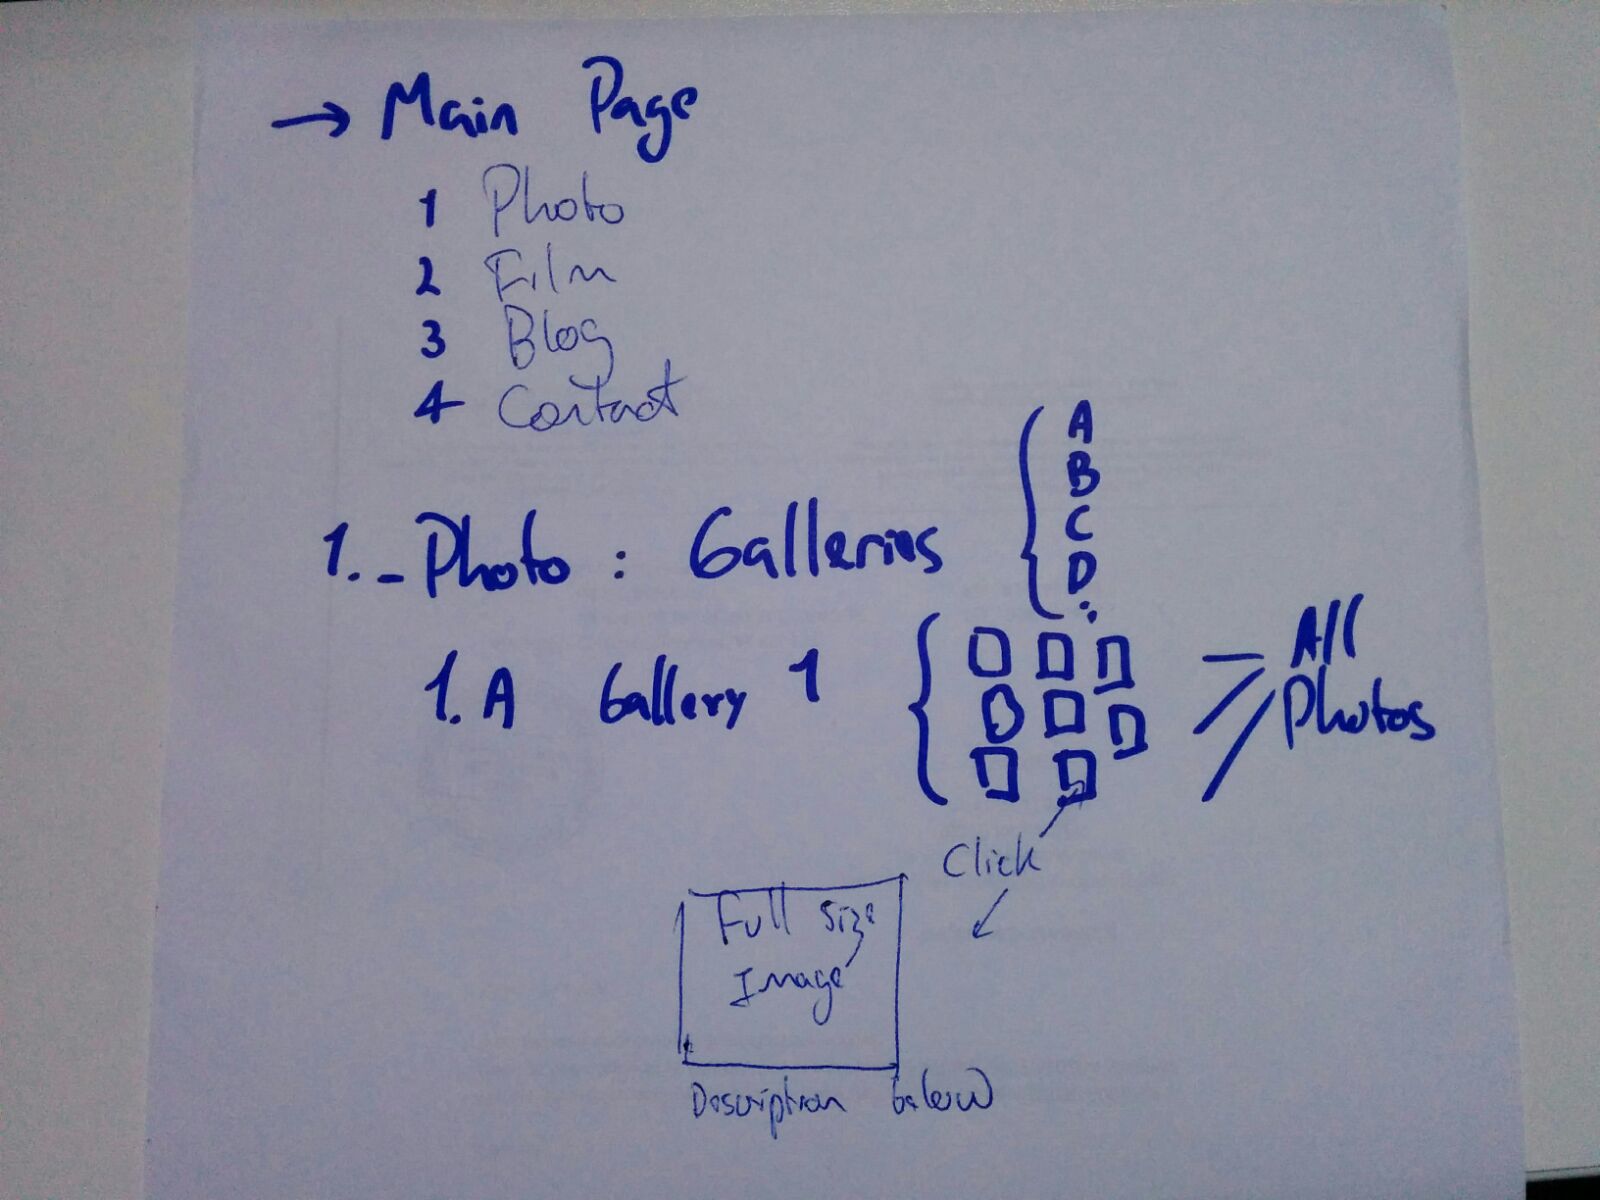 → Main Page
1 Photo
2 Film
3 Blog
4 Contact
1._ Photo : Galleries { A
B
C
D
:
1.A Gallery 1 {
All
Photos
Click
Full size
Image
Description below